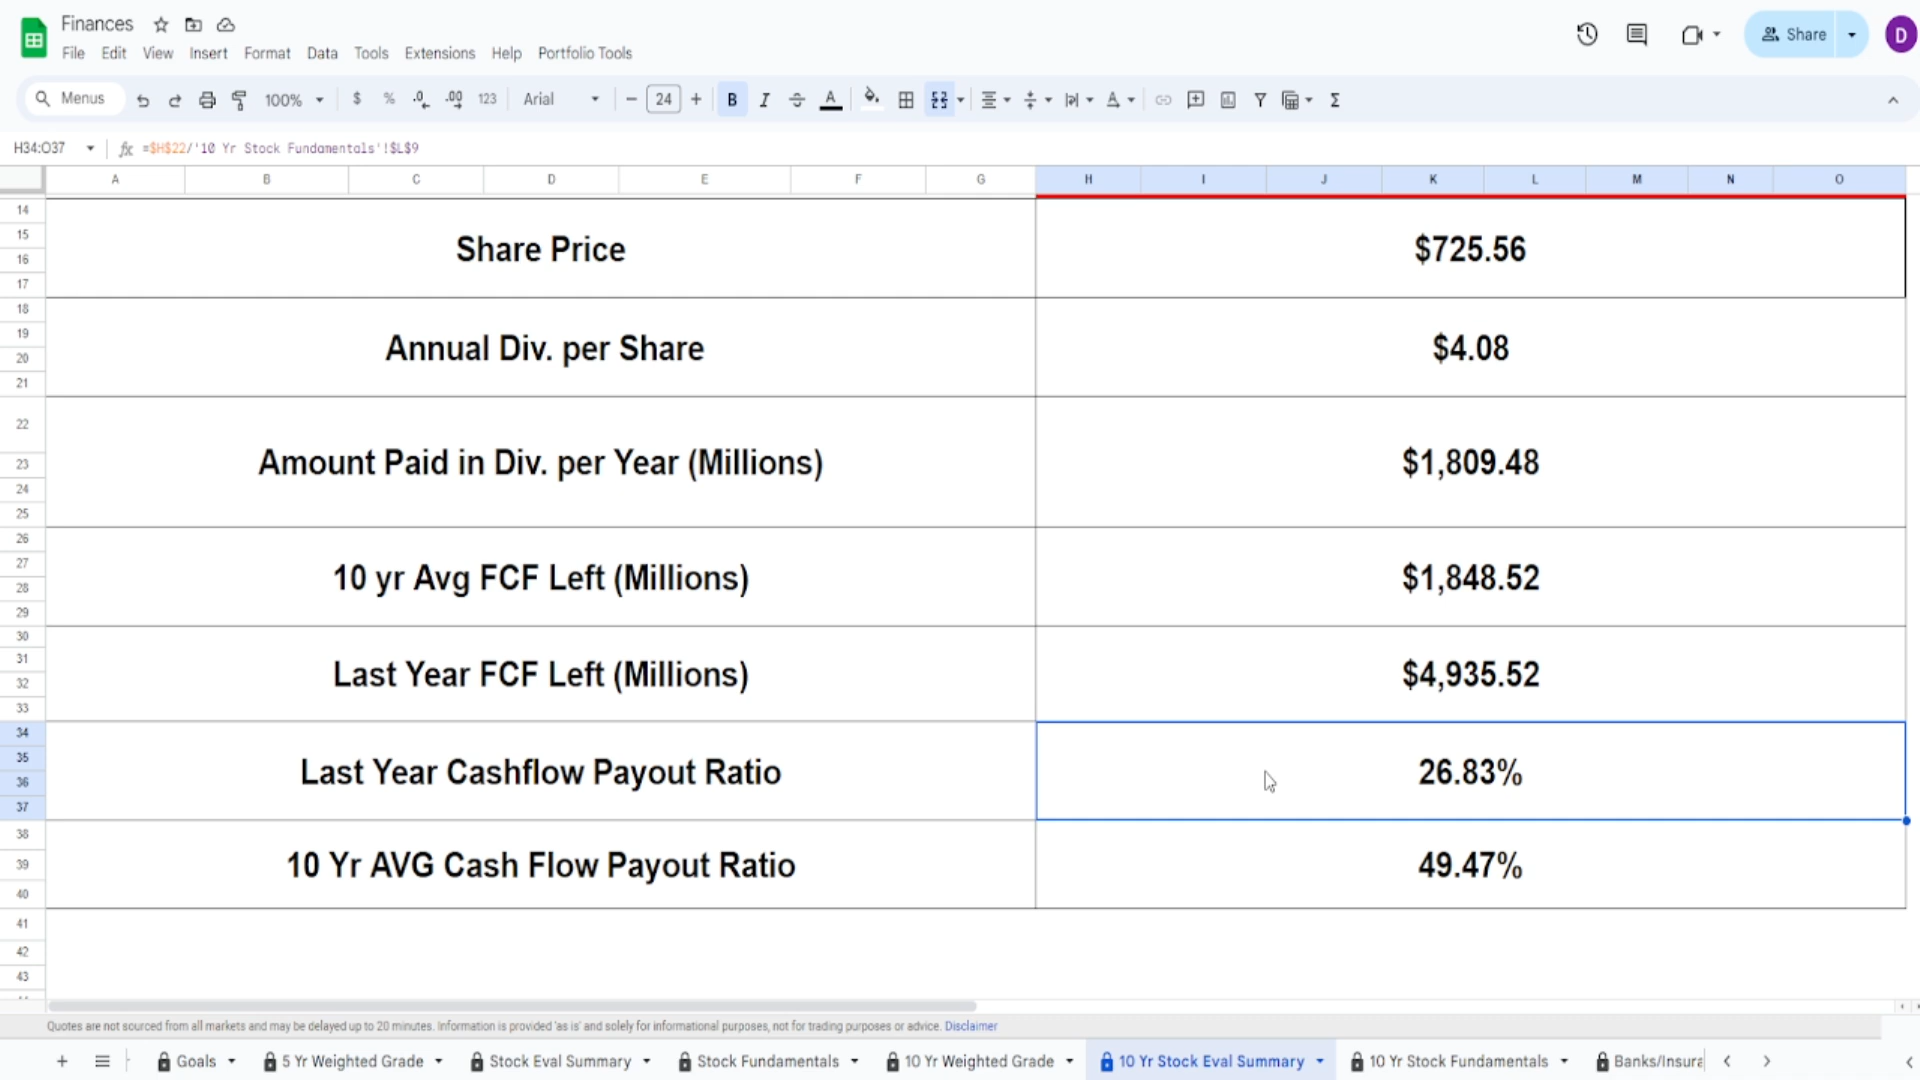 Finances
File Edit View Insert Format Data Tools Extensions Help Portfolio Tools
Share
D
Menus 100% $ % .0 .00 123 Arial 24 B I A Σ
H34:O37 fx =$H$22/'10 Yr Stock Fundamentals'!$L$9
A B C D E F G H I J K L M N O
14
15
16
17
Share Price $725.56
18
19
20
21
Annual Div. per Share $4.08
22
23
24
25
Amount Paid in Div. per Year (Millions) $1,809.48
26
27
28
29
10 yr Avg FCF Left (Millions) $1,848.52
30
31
32
33
Last Year FCF Left (Millions) $4,935.52
34
35
36
37
Last Year Cashflow Payout Ratio 26.83%
38
39
40
10 Yr AVG Cash Flow Payout Ratio 49.47%
41
42
43
Quotes are not sourced from all markets and may be delayed up to 20 minutes. Information is provided 'as is' and solely for informational purposes, not for trading purposes or advice. Disclaimer
Goals 5 Yr Weighted Grade Stock Eval Summary Stock Fundamentals 10 Yr Weighted Grade 10 Yr Stock Eval Summary 10 Yr Stock Fundamentals Banks/Insura